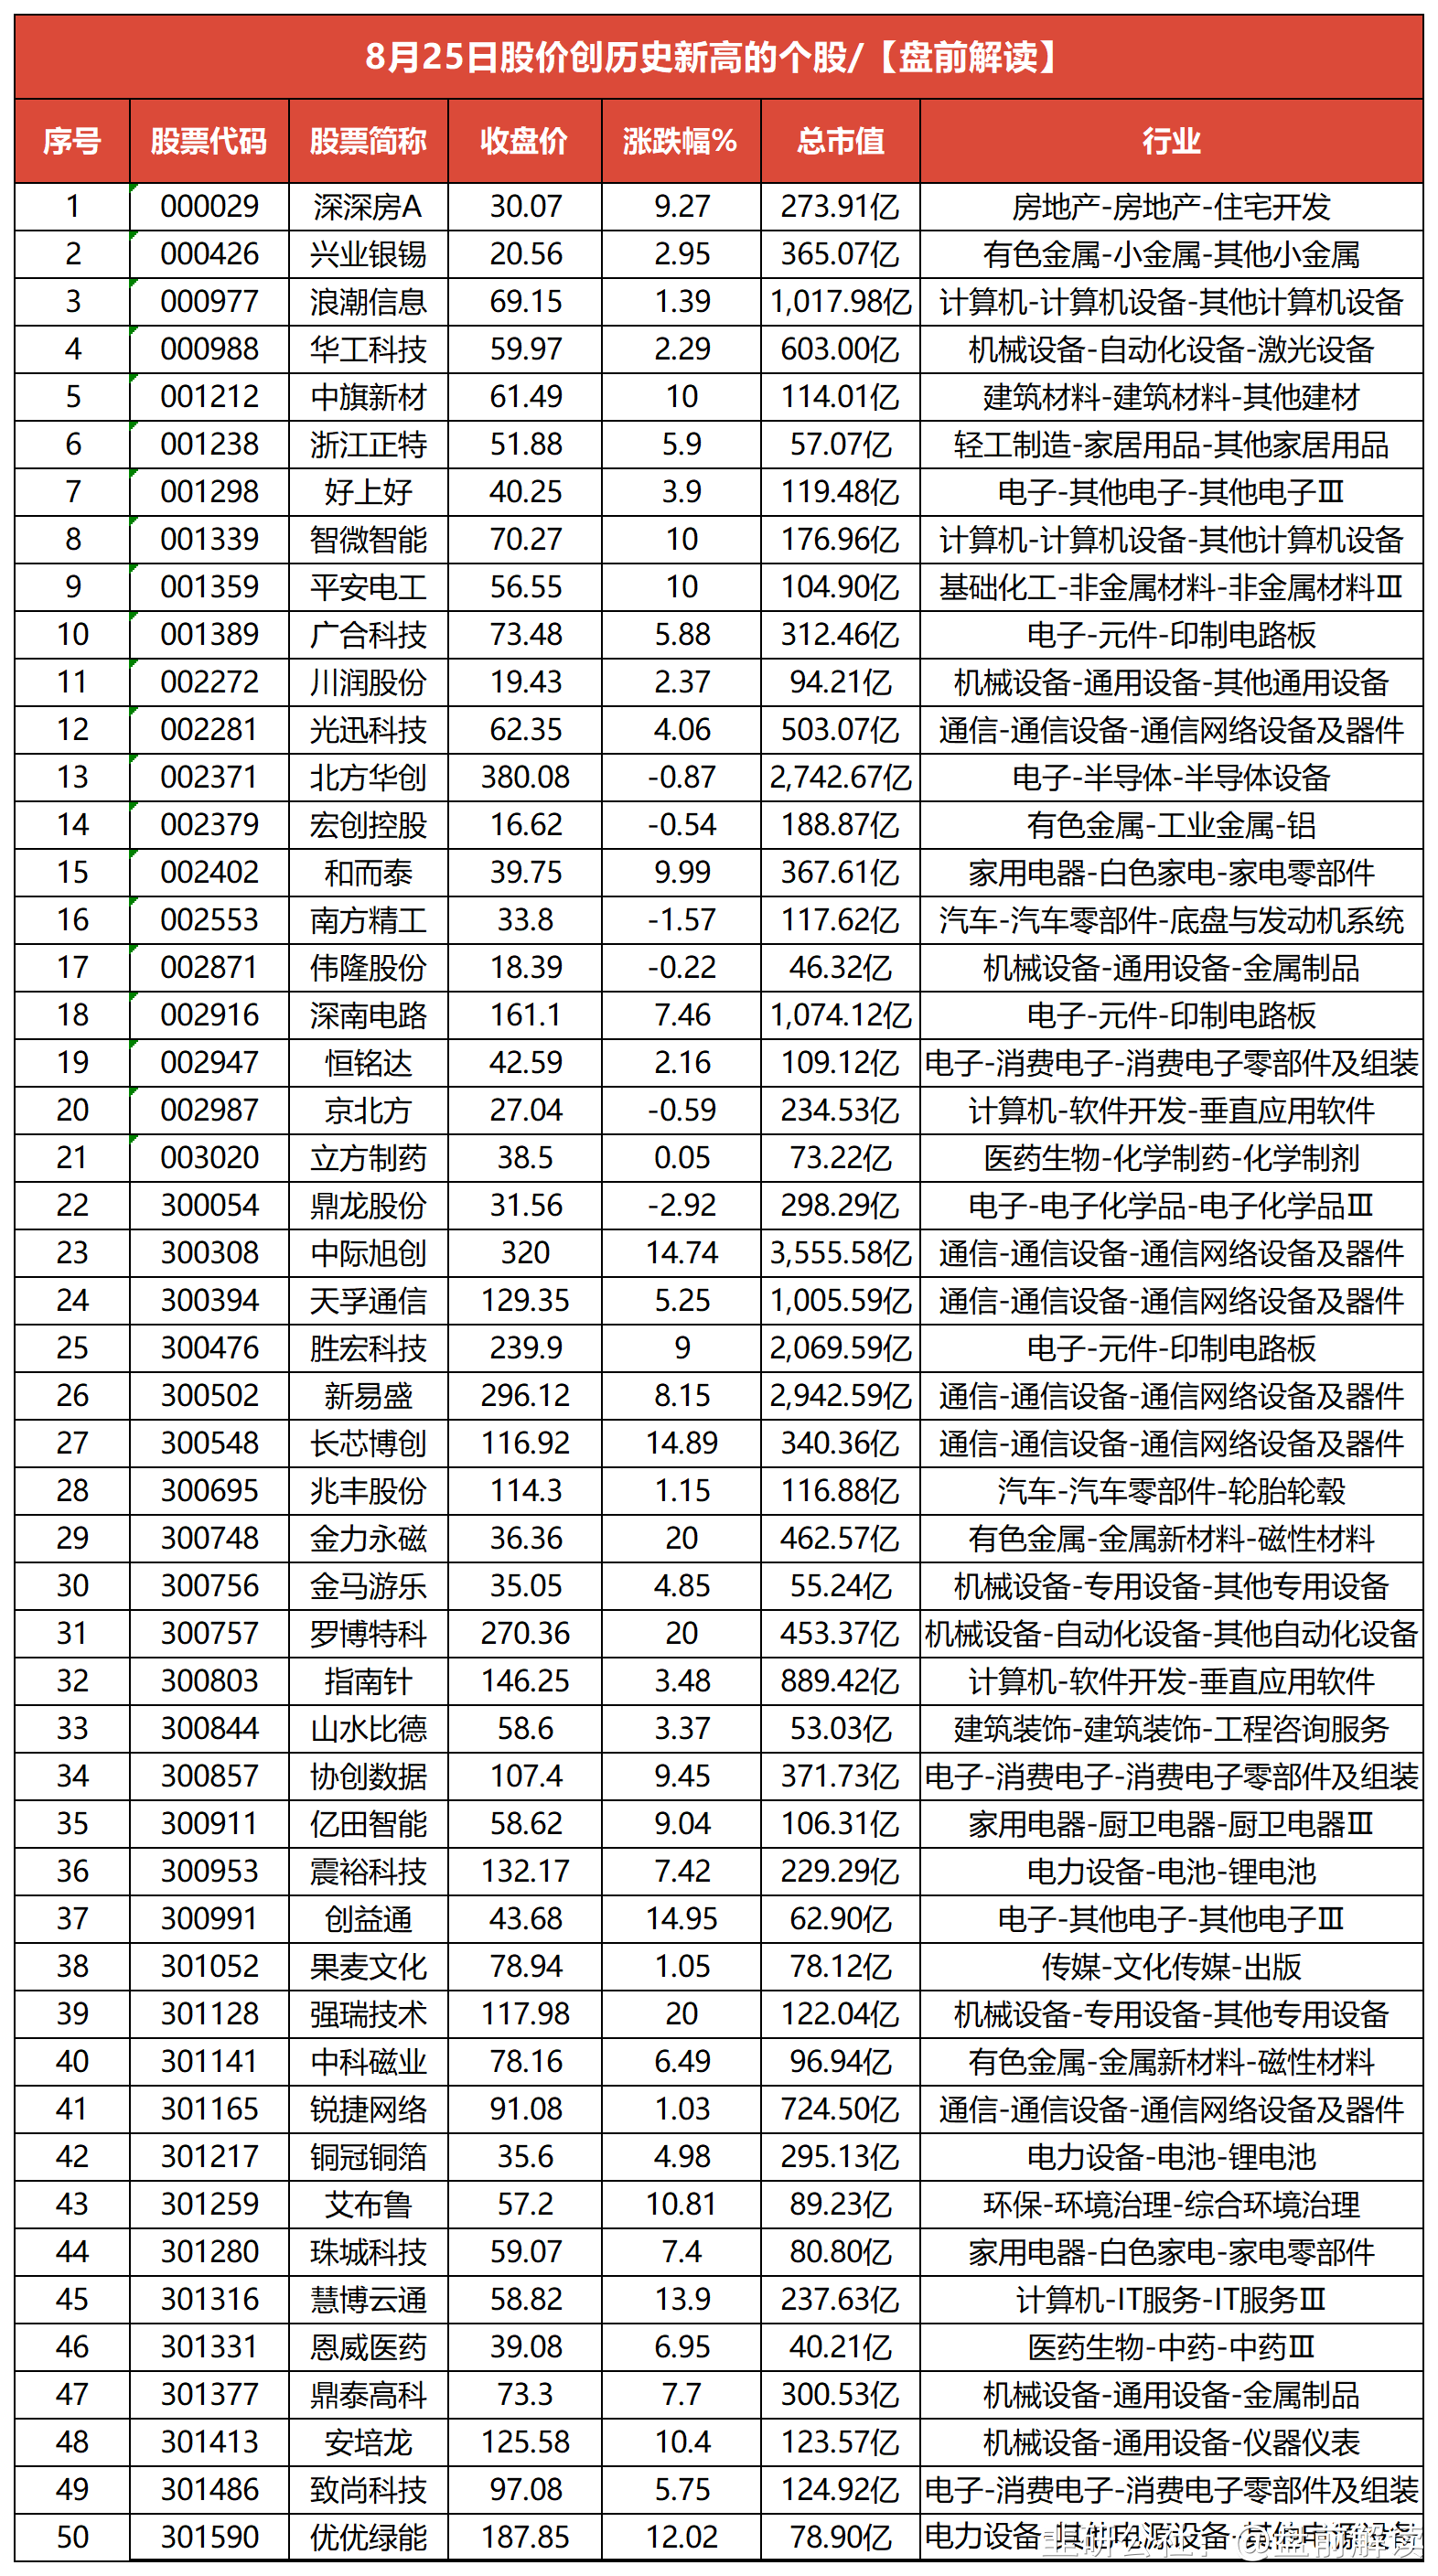 8月25日股价创历史新高的个股/【盘前解读】
序号 股票代码 股票简称 收盘价 涨跌幅% 总市值 行业
1 000029 深深房A 30.07 9.27 273.91亿 房地产-房地产-住宅开发
2 000426 兴业银锡 20.56 2.95 365.07亿 有色金属-小金属-其他小金属
3 000977 浪潮信息 69.15 1.39 1,017.98亿 计算机-计算机设备-其他计算机设备
4 000988 华工科技 59.97 2.29 603.00亿 机械设备-自动化设备-激光设备
5 001212 中旗新材 61.49 10 114.01亿 建筑材料-建筑材料-其他建材
6 001238 浙江正特 51.88 5.9 57.07亿 轻工制造-家居用品-其他家居用品
7 001298 好上好 40.25 3.9 119.48亿 电子-其他电子-其他电子Ⅲ
8 001339 智微智能 70.27 10 176.96亿 计算机-计算机设备-其他计算机设备
9 001359 平安电工 56.55 10 104.90亿 基础化工-非金属材料-非金属材料Ⅲ
10 001389 广合科技 73.48 5.88 312.46亿 电子-元件-印制电路板
11 002272 川润股份 19.43 2.37 94.21亿 机械设备-通用设备-其他通用设备
12 002281 光迅科技 62.35 4.06 503.07亿 通信-通信设备-通信网络设备及器件
13 002371 北方华创 380.08 -0.87 2,742.67亿 电子-半导体-半导体设备
14 002379 宏创控股 16.62 -0.54 188.87亿 有色金属-工业金属-铝
15 002402 和而泰 39.75 9.99 367.61亿 家用电器-白色家电-家电零部件
16 002553 南方精工 33.8 -1.57 117.62亿 汽车-汽车零部件-底盘与发动机系统
17 002871 伟隆股份 18.39 -0.22 46.32亿 机械设备-通用设备-金属制品
18 002916 深南电路 161.1 7.46 1,074.12亿 电子-元件-印制电路板
19 002947 恒铭达 42.59 2.16 109.12亿 电子-消费电子-消费电子零部件及组装
20 002987 京北方 27.04 -0.59 234.53亿 计算机-软件开发-垂直应用软件
21 003020 立方制药 38.5 0.05 73.22亿 医药生物-化学制药-化学制剂
22 300054 鼎龙股份 31.56 -2.92 298.29亿 电子-电子化学品-电子化学品Ⅲ
23 300308 中际旭创 320 14.74 3,555.58亿 通信-通信设备-通信网络设备及器件
24 300394 天孚通信 129.35 5.25 1,005.59亿 通信-通信设备-通信网络设备及器件
25 300476 胜宏科技 239.9 9 2,069.59亿 电子-元件-印制电路板
26 300502 新易盛 296.12 8.15 2,942.59亿 通信-通信设备-通信网络设备及器件
27 300548 长芯博创 116.92 14.89 340.36亿 通信-通信设备-通信网络设备及器件
28 300695 兆丰股份 114.3 1.15 116.88亿 汽车-汽车零部件-轮胎轮毂
29 300748 金力永磁 36.36 20 462.57亿 有色金属-金属新材料-磁性材料
30 300756 金马游乐 35.05 4.85 55.24亿 机械设备-专用设备-其他专用设备
31 300757 罗博特科 270.36 20 453.37亿 机械设备-自动化设备-其他自动化设备
32 300803 指南针 146.25 3.48 889.42亿 计算机-软件开发-垂直应用软件
33 300844 山水比德 58.6 3.37 53.03亿 建筑装饰-建筑装饰-工程咨询服务
34 300857 协创数据 107.4 9.45 371.73亿 电子-消费电子-消费电子零部件及组装
35 300911 亿田智能 58.62 9.04 106.31亿 家用电器-厨卫电器-厨卫电器Ⅲ
36 300953 震裕科技 132.17 7.42 229.29亿 电力设备-电池-锂电池
37 300991 创益通 43.68 14.95 62.90亿 电子-其他电子-其他电子Ⅲ
38 301052 果麦文化 78.94 1.05 78.12亿 传媒-文化传媒-出版
39 301128 强瑞技术 117.98 20 122.04亿 机械设备-专用设备-其他专用设备
40 301141 中科磁业 78.16 6.49 96.94亿 有色金属-金属新材料-磁性材料
41 301165 锐捷网络 91.08 1.03 724.50亿 通信-通信设备-通信网络设备及器件
42 301217 铜冠铜箔 35.6 4.98 295.13亿 电力设备-电池-锂电池
43 301259 艾布鲁 57.2 10.81 89.23亿 环保-环境治理-综合环境治理
44 301280 珠城科技 59.07 7.4 80.80亿 家用电器-白色家电-家电零部件
45 301316 慧博云通 58.82 13.9 237.63亿 计算机-IT服务-IT服务Ⅲ
46 301331 恩威医药 39.08 6.95 40.21亿 医药生物-中药-中药Ⅲ
47 301377 鼎泰高科 73.3 7.7 300.53亿 机械设备-通用设备-金属制品
48 301413 安培龙 125.58 10.4 123.57亿 机械设备-通用设备-仪器仪表
49 301486 致尚科技 97.08 5.75 124.92亿 电子-消费电子-消费电子零部件及组装
50 301590 优优绿能 187.85 12.02 78.90亿 电力设备-其他电源设备-其他电源设备
韭研公社：@盘前解读